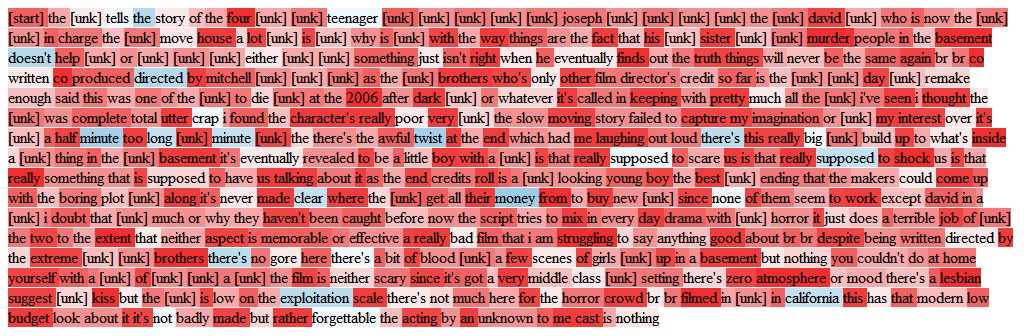 [start] the [unk] tells the story of the four [unk] [unk] teenager [unk] [unk] [unk] [unk] [unk] joseph [unk] [unk] [unk] [unk] the [unk] david [unk] who is now the [unk]
[unk] in charge the [unk] move house a lot [unk] is [unk] why is [unk] with the way things are the fact that his [unk] sister [unk] [unk] murder people in the basement
doesn't help [unk] or [unk] [unk] [unk] either [unk] [unk] something just isn't right when he eventually finds out the truth things will never be the same again br br co
written co produced directed by mitchell [unk] [unk] [unk] as the [unk] brothers who's only other film director's credit so far is the [unk] [unk] day [unk] remake
enough said this was one of the [unk] to die [unk] at the 2006 after dark [unk] or whatever it's called in keeping with pretty much all the [unk] i've seen i thought the
[unk] was complete total utter crap i found the character's really poor very [unk] the slow moving story failed to capture my imagination or [unk] my interest over it's
[unk] a half minute too long [unk] minute [unk] the there's the awful twist at the end which had me laughing out loud there's this really big [unk] build up to what's inside
a [unk] thing in the [unk] basement it's eventually revealed to be a little boy with a [unk] is that really supposed to scare us is that really supposed to shock us is that
really something that is supposed to have us talking about it as the end credits roll is a [unk] looking young boy the best [unk] ending that the makers could come up
with the boring plot [unk] along it's never made clear where the [unk] get all their money from to buy new [unk] since none of them seem to work except david in a
[unk] i doubt that [unk] much or why they haven't been caught before now the script tries to mix in every day drama with [unk] horror it just does a terrible job of [unk]
the two to the extent that neither aspect is memorable or effective a really bad film that i am struggling to say anything good about br br despite being written directed by
the extreme [unk] [unk] brothers there's no gore here there's a bit of blood [unk] a few scenes of girls [unk] up in a basement but nothing you couldn't do at home
yourself with a [unk] of [unk] [unk] a [unk] the film is neither scary since it's got a very middle class [unk] setting there's zero atmosphere or mood there's a lesbian
suggest [unk] kiss but the [unk] is low on the exploitation scale there's not much here for the horror crowd br br filmed in [unk] in california this has that modern low
budget look about it it's not badly made but rather forgettable the acting by an unknown to me cast is nothing